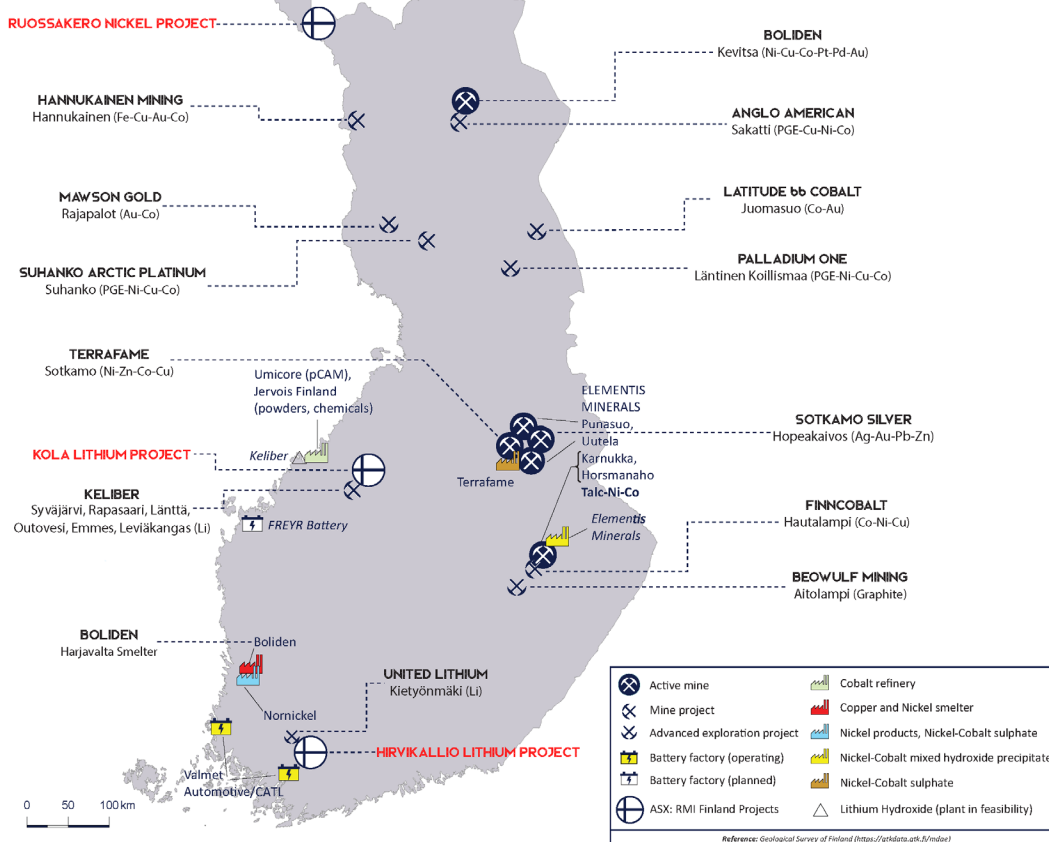 RUOSSAKERO NICKEL PROJECT
BOLIDEN
Kevitsa (Ni-Cu-Co-Pt-Pd-Au)
HANNUKAINEN MINING
Hannukainen (Fe-Cu-Au-Co)
ANGLO AMERICAN
Sakatti (PGE-Cu-Ni-Co)
MAWSON GOLD
Rajapalot (Au-Co)
LATITUDE 66 COBALT
Juomasuo (Co-Au)
SUHANKO ARCTIC PLATINUM
Suhanko (PGE-Ni-Cu-Co)
PALLADIUM ONE
Läntinen Koillismaa (PGE-Ni-Cu-Co)
TERRAFAME
Sotkamo (Ni-Zn-Co-Cu)
Umicore (pCAM),
Jervois Finland
(powders, chemicals)
ELEMENTIS
MINERALS
Punasuo,
Uutela
Karnukka,
Horsmanaho
Talc-Ni-Co
SOTKAMO SILVER
Hopeakaivos (Ag-Au-Pb-Zn)
Keliber
KOLA LITHIUM PROJECT
Terrafame
KELIBER
Syväjärvi, Rapasaari, Länttä,
Outovesi, Emmes, Leviäkangas (Li)
FREYR Battery
FINNCOBALT
Hautalampi (Co-Ni-Cu)
Elementis
Minerals
BEOWULF MINING
Aitolampi (Graphite)
BOLIDEN
Harjavalta Smelter
Boliden
Nornickel
UNITED LITHIUM
Kietyönmäki (Li)
HIRVIKALLIO LITHIUM PROJECT
Valmet
Automotive/CATL
0 50 100 km
Active mine
Mine project
Advanced exploration project
Battery factory (operating)
Battery factory (planned)
ASX: RMI Finland Projects
Cobalt refinery
Copper and Nickel smelter
Nickel products, Nickel-Cobalt sulphate
Nickel-Cobalt mixed hydroxide precipitate
Nickel-Cobalt sulphate
Lithium Hydroxide (plant in feasibility)
Reference: Geological Survey of Finland (https://gtkdata.gtk.fi/mdae)